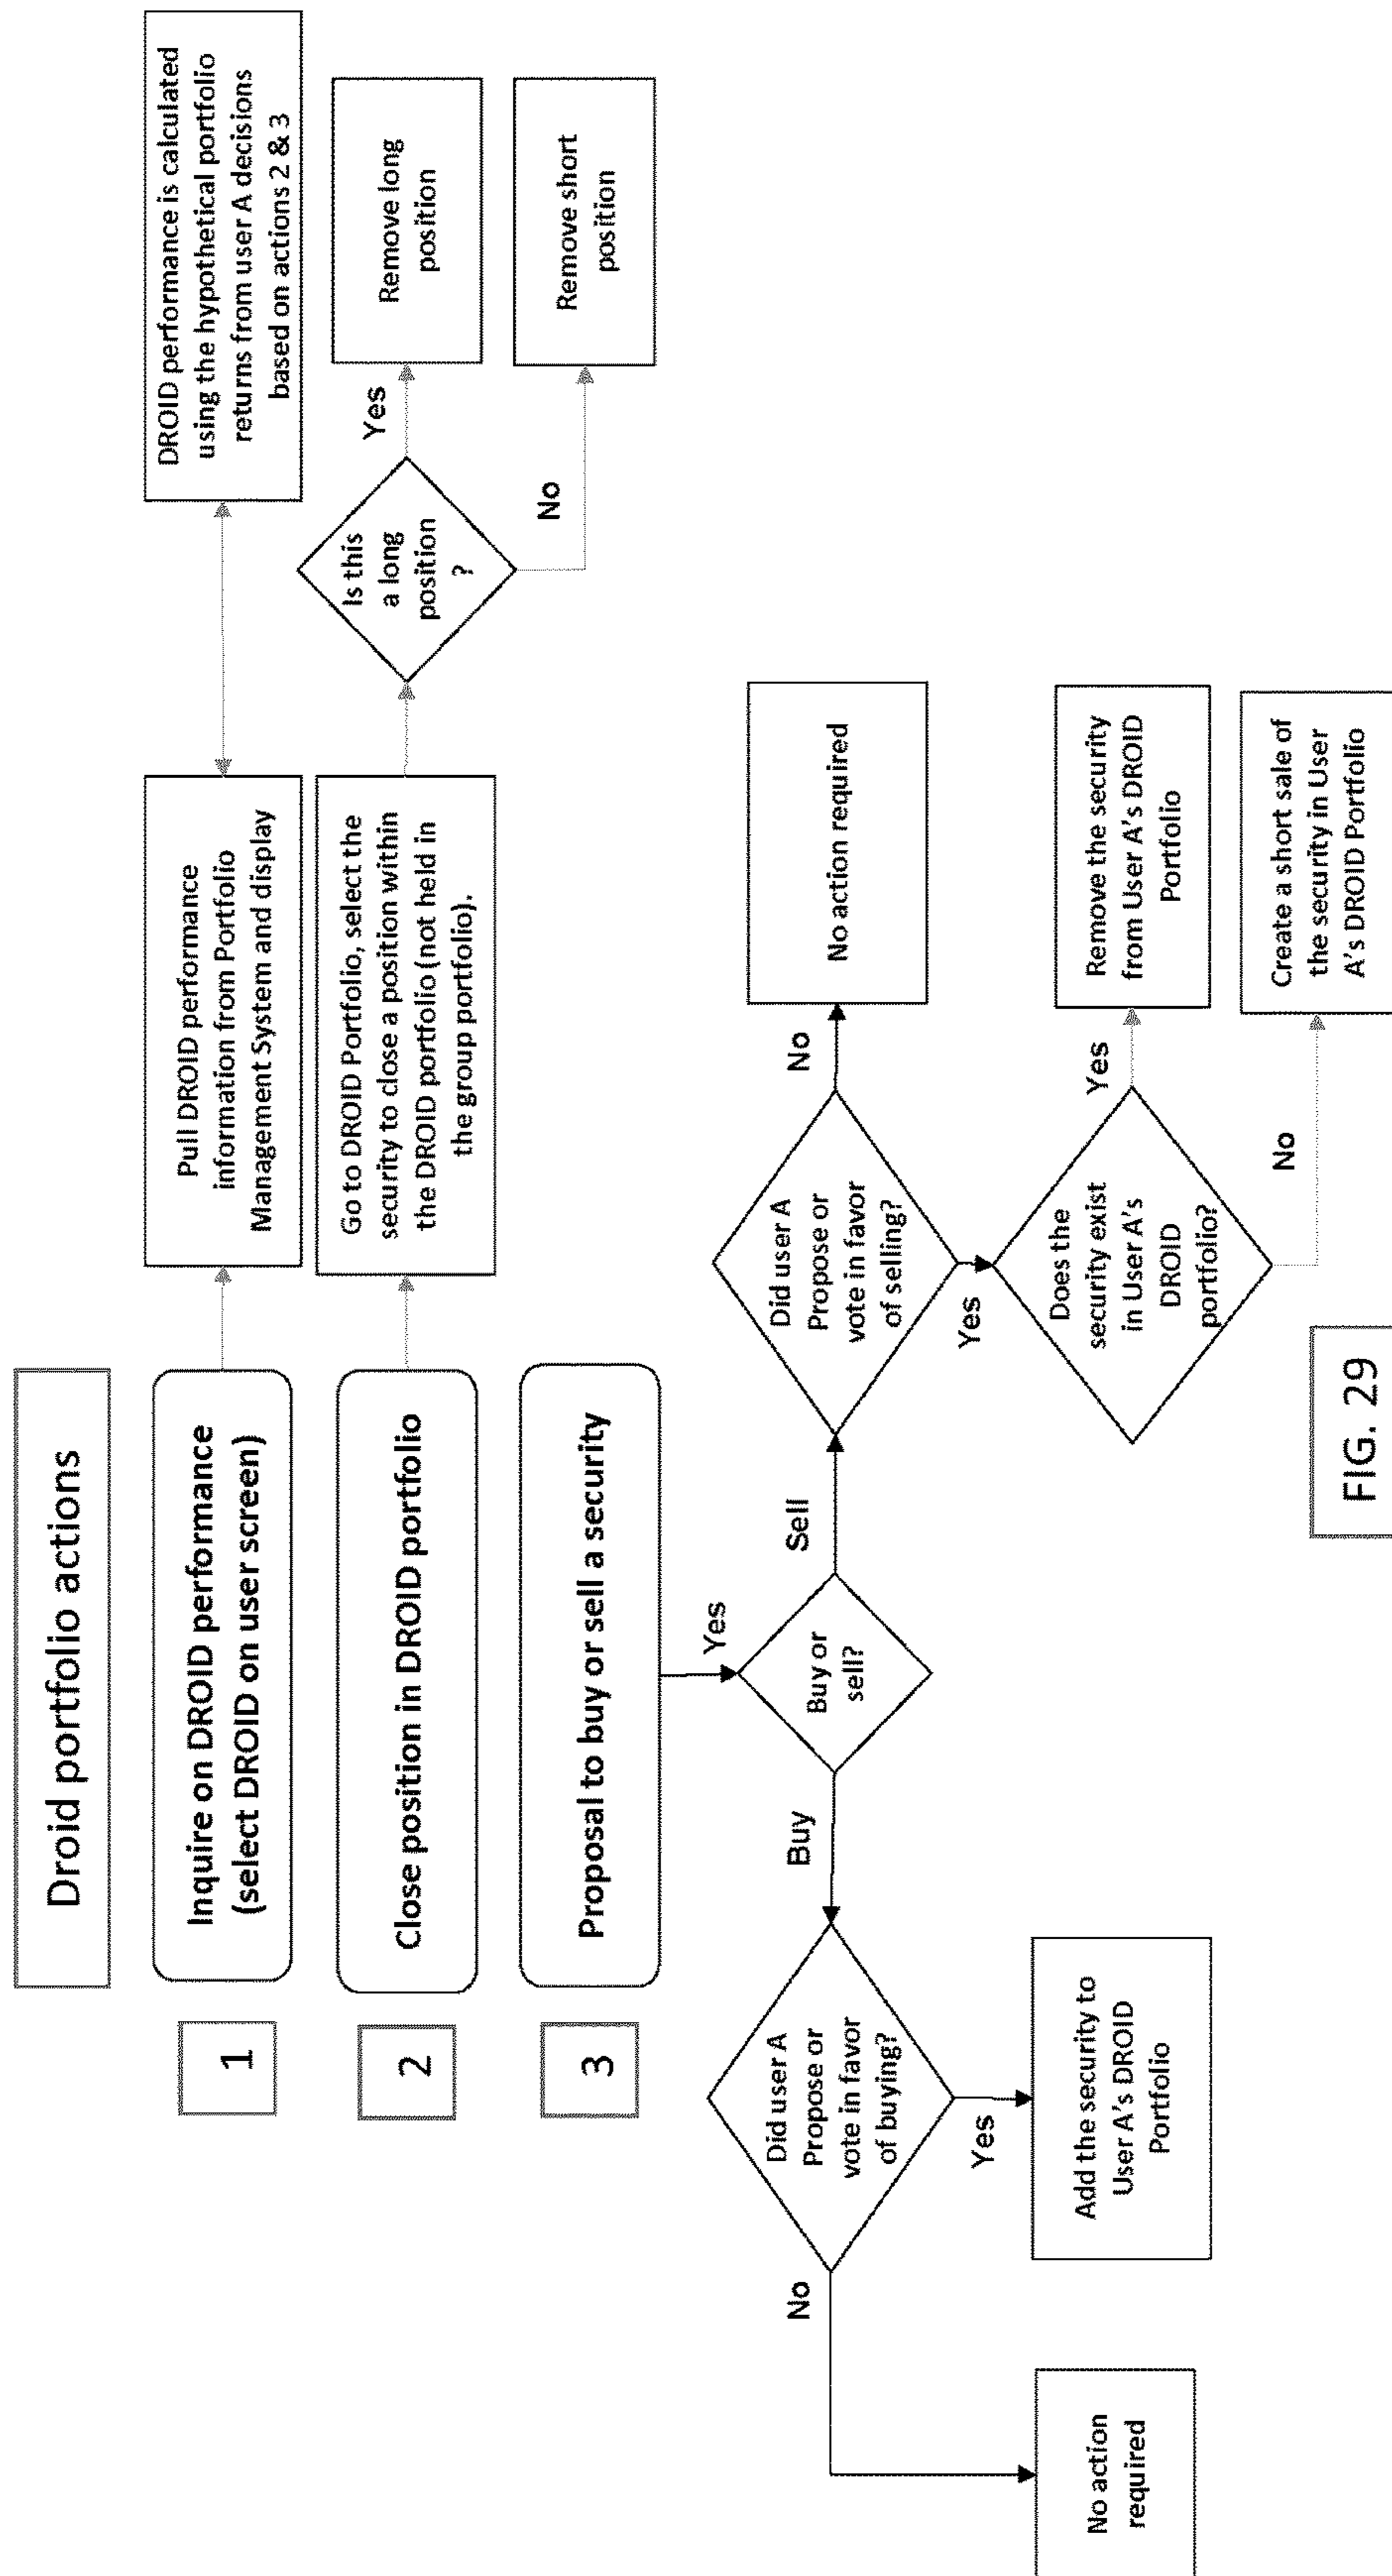 Droid portfolio actions
1
Inquire on DROID performance
(select DROID on user screen)
Pull DROID performance
information from Portfolio
Management System and display
DROID performance is calculated
using the hypothetical portfolio
returns from user A decisions
based on actions 2 & 3
2
Close position in DROID portfolio
Go to DROID Portfolio, select the
security to close a position within
the DROID portfolio (not held in
the group portfolio).
Is this
a long
position
?
Yes
Remove long
position
No
Remove short
position
3
Proposal to buy or sell a security
Yes
Buy or
sell?
Buy
Sell
Did user A
Propose or
vote in favor
of buying?
No
No action
required
Yes
Add the security to
User A's DROID
Portfolio
Did user A
Propose or
vote in favor
of selling?
No
No action required
Yes
Does the
security exist
in User A's
DROID
portfolio?
Yes
Remove the security
from User A's DROID
Portfolio
No
Create a short sale of
the security in User
A's DROID Portfolio
FIG. 29